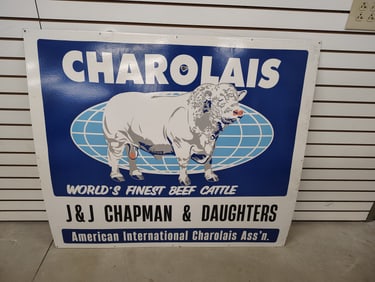 CHAROLAIS
WORLD'S FINEST BEEF CATTLE
J & J CHAPMAN & DAUGHTERS
American International Charolais Ass'n.